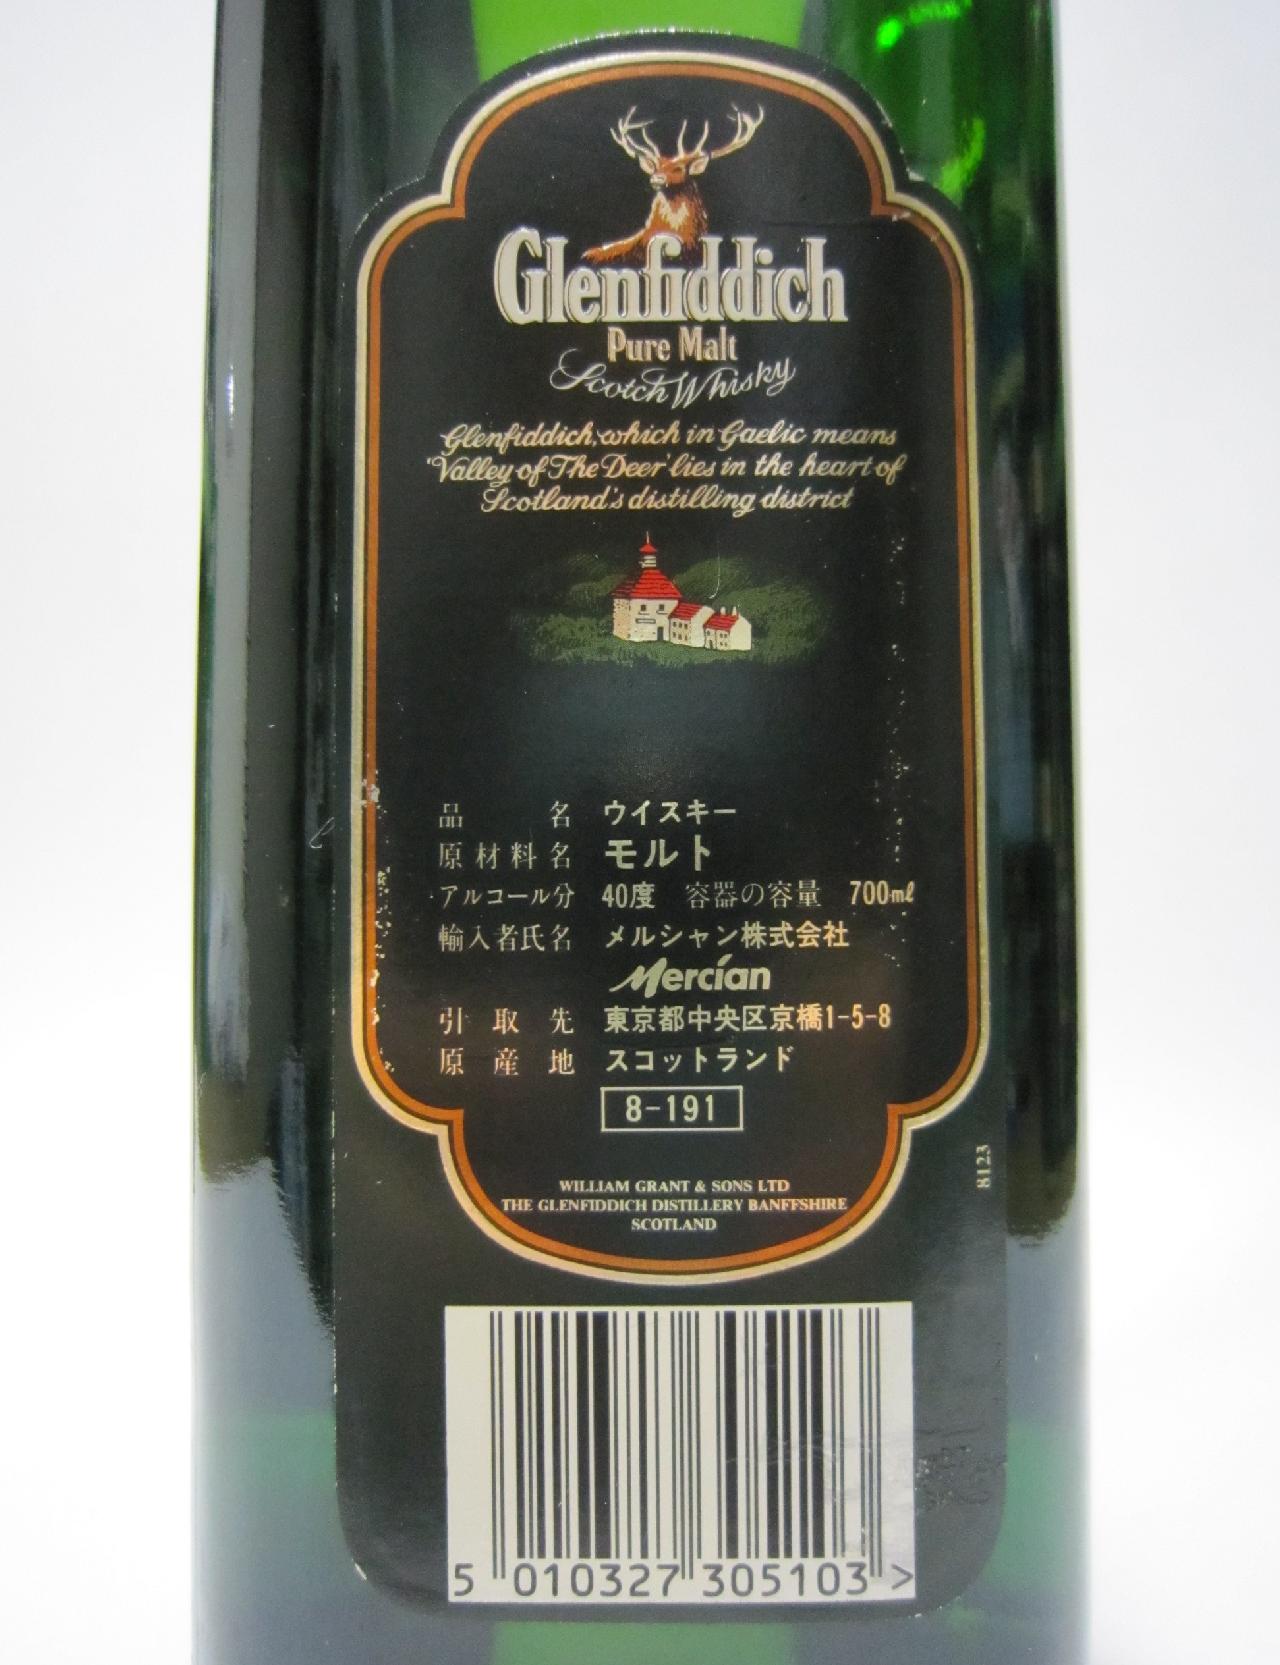 Glenfiddich
Pure Malt
Scotch Whisky
Glenfiddich, which in Gaelic means
'Valley of The Deer' lies in the heart of
Scotland's distilling district
品名 ウイスキー
原材料名 モルト
アルコール分 40度 容器の容量 700ml
輸入者氏名 メルシャン株式会社
Mercian
引取先 東京都中央区京橋1-5-8
原産地 スコットランド
8-191
8123
WILLIAM GRANT & SONS LTD
THE GLENFIDDICH DISTILLERY BANFFSHIRE
SCOTLAND
5 010327 305103 >